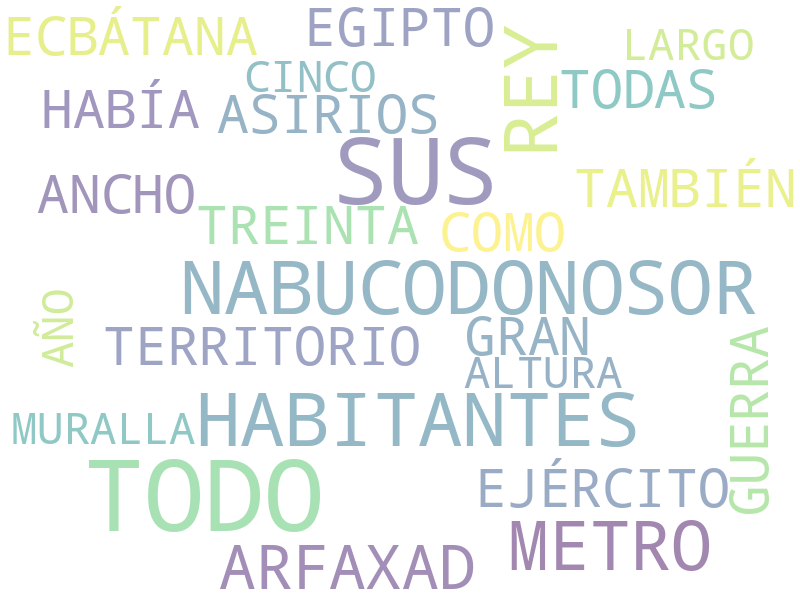 ECBÁTANA
EGIPTO
REY
LARGO
CINCO
TODAS
HABÍA
ASIRIOS
SUS
ANCHO
TAMBIÉN
TREINTA
COMO
NABUCODONOSOR
AÑO
TERRITORIO
GRAN
ALTURA
GUERRA
MURALLA
HABITANTES
TODO
EJÉRCITO
METRO
ARFAXAD